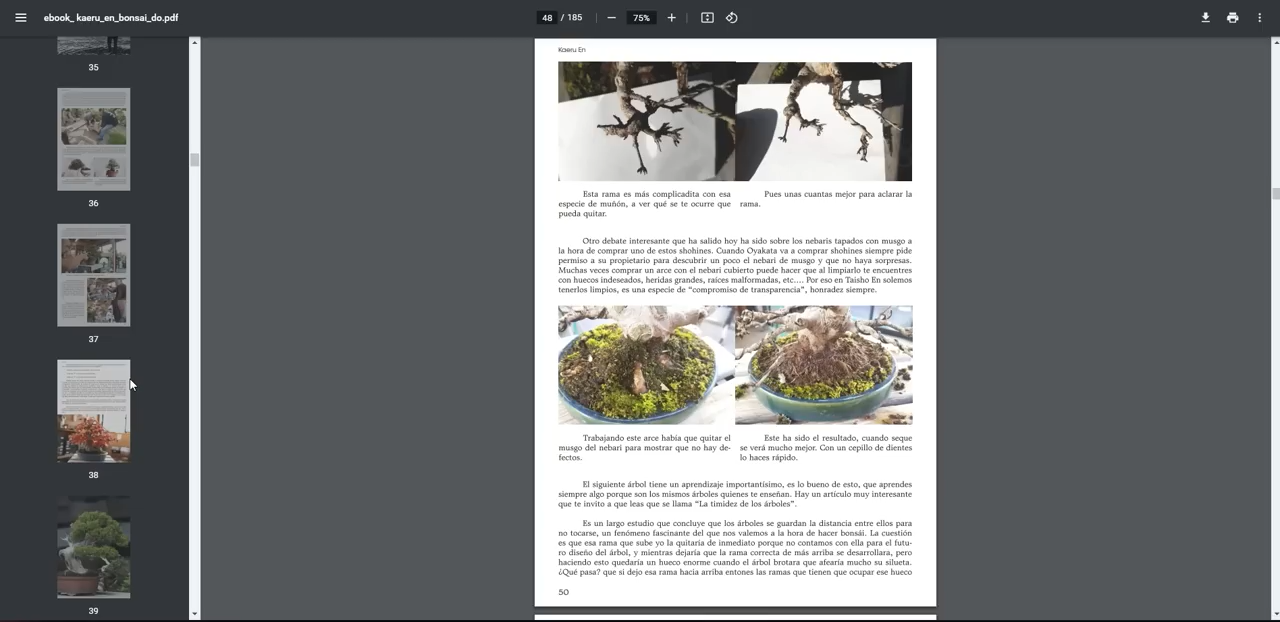 ebook_ kaeru_en_bonsai_do.pdf
48 / 185
75%
35
36
37
38
39
Kaeru En
Esta rama es más complicadita con esa
especie de muñón, a ver qué se te ocurre que
pueda quitar.
Pues unas cuantas mejor para aclarar la
rama.
Otro debate interesante que ha salido hoy ha sido sobre los nebaris tapados con musgo a
la hora de comprar uno de estos shohines. Cuando Oyakata va a comprar shohines siempre pide
permiso a su propietario para descubrir un poco el nebari de musgo y que no haya sorpresas.
Muchas veces comprar un arce con el nebari cubierto puede hacer que al limpiarlo te encuentres
con huecos indeseados, heridas grandes, raíces malformadas, etc.... Por eso en Taisho En solemos
tenerlos limpios, es una especie de “compromiso de transparencia”, honradez siempre.
Trabajando este arce había que quitar el
musgo del nebari para mostrar que no hay de-
fectos.
Este ha sido el resultado, cuando seque
se verá mucho mejor. Con un cepillo de dientes
lo haces rápido.
El siguiente árbol tiene un aprendizaje importantísimo, es lo bueno de esto, que aprendes
siempre algo porque son los mismos árboles quienes te enseñan. Hay un artículo muy interesante
que te invito a que leas que se llama “La timidez de los árboles”.
Es un largo estudio que concluye que los árboles se guardan la distancia entre ellos para
no tocarse, un fenómeno fascinante del que nos valemos a la hora de hacer bonsái. La cuestión
es que esa rama que sube yo la quitaría de inmediato porque no contamos con ella para el futu-
ro diseño del árbol, y mientras dejaría que la rama correcta de más arriba se desarrollara, pero
haciendo esto quedaría un hueco enorme cuando el árbol brotara que afearía mucho su silueta.
¿Qué pasa? que si dejo esa rama hacia arriba entones las ramas que tienen que ocupar ese hueco
50